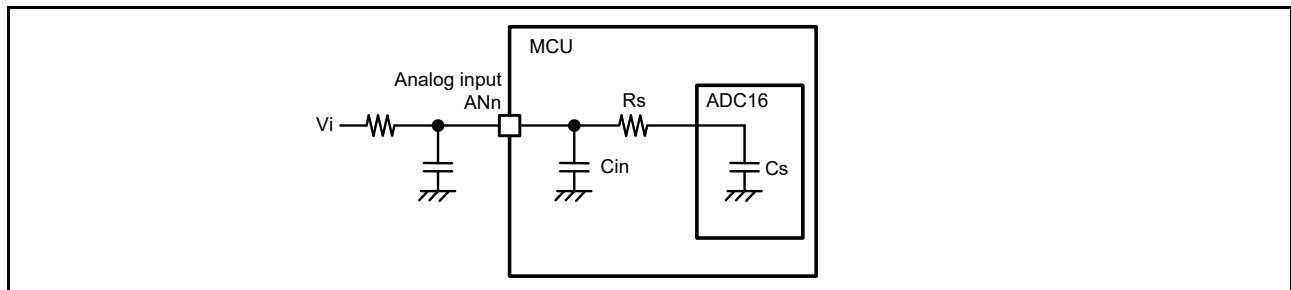 MCU
Analog input
ANn
Rs
ADC16
Vi
Cin
Cs